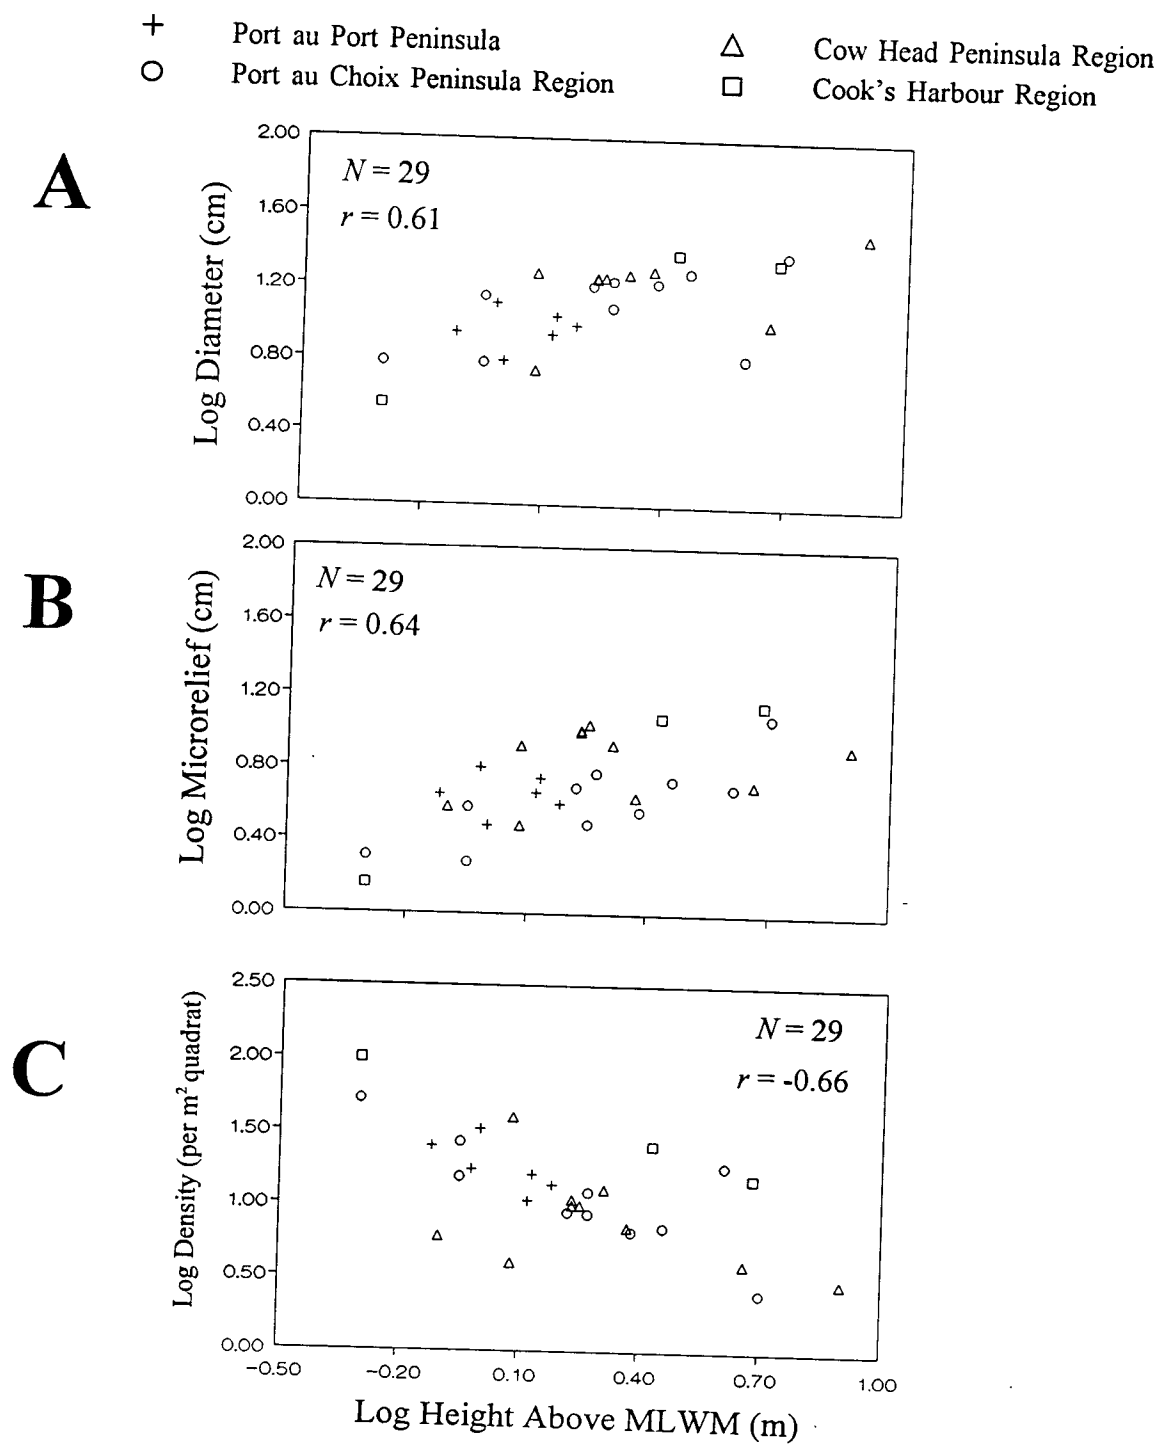 + Port au Port Peninsula
△ Cow Head Peninsula Region
○ Port au Choix Peninsula Region
□ Cook's Harbour Region
A
N = 29
r = 0.61
Log Diameter (cm)
2.00
1.60
1.20
0.80
0.40
0.00
B
N = 29
r = 0.64
Log Microrelief (cm)
2.00
1.60
1.20
0.80
0.40
0.00
C
N = 29
r = -0.66
Log Density (per m² quadrat)
2.50
2.00
1.50
1.00
0.50
0.00
-0.50 -0.20 0.10 0.40 0.70 1.00
Log Height Above MLWM (m)